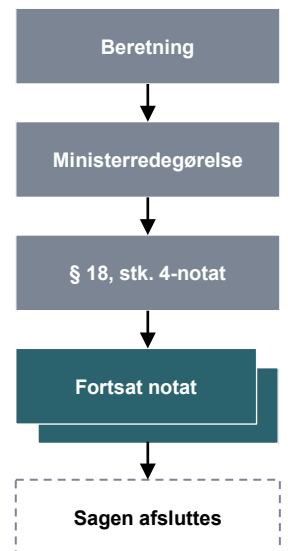 Beretning
Ministerredegørelse
§ 18, stk. 4-notat
Fortsat notat
Sagen afsluttes